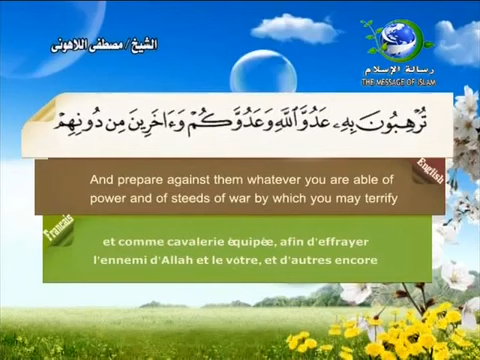 الشيخ / مصطفى اللاهونى
رسالة الإسلام
THE MESSAGE OF ISLAM
تُرْهِبُونَ بِهِۦ عَدُوَّ ٱللَّهِ وَعَدُوَّكُمْ وَءَاخَرِينَ مِن دُونِهِمْ
English
And prepare against them whatever you are able of
power and of steeds of war by which you may terrify
Francais
et comme cavalerie équipée, afin d'effrayer
l'ennemi d'Allah et le vôtre, et d'autres encore